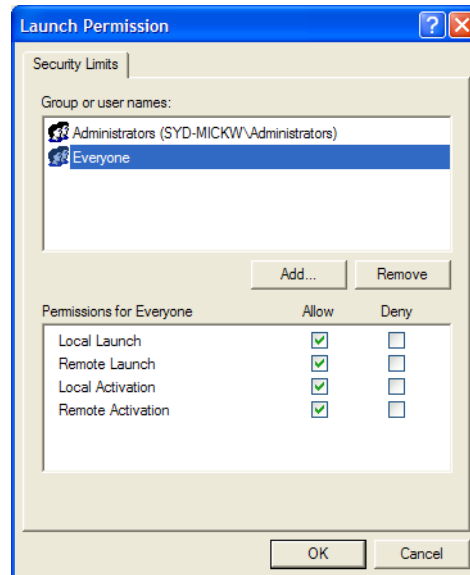 Launch Permission
Security Limits
Group or user names:
Administrators (SYD-MICKW\Administrators)
Everyone
Add... Remove
Permissions for Everyone Allow Deny
Local Launch
Remote Launch
Local Activation
Remote Activation
OK Cancel